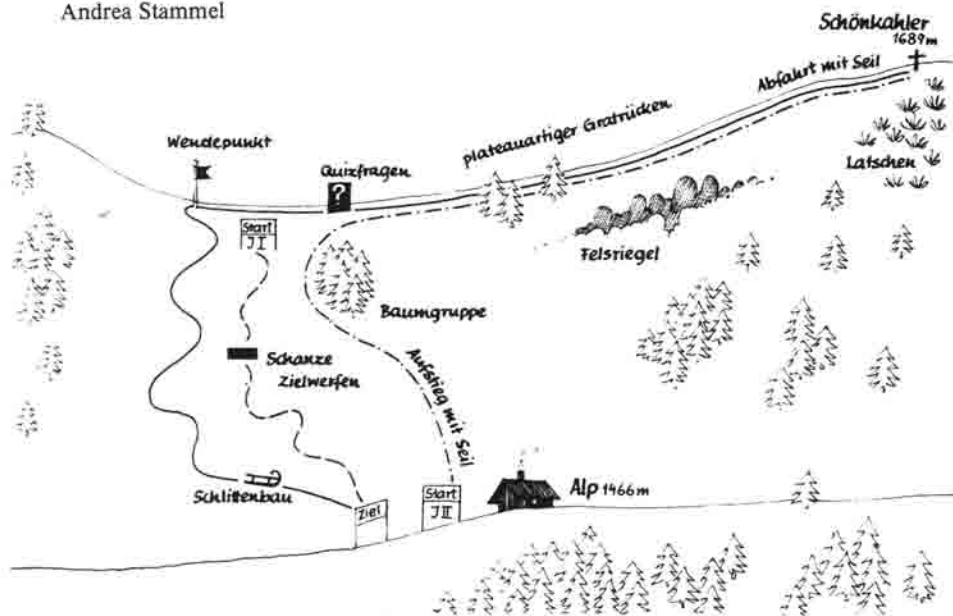 Andrea Stammel
Schönkahler
1689m
Abfahrt mit Seil
plateauartiger Gratrücken
Wendepunkt
Quizfragen
?
Latschen
Start
J I
Felsriegel
Baumgruppe
Schanze
Zielwerfen
Aufstieg mit Seil
Schlittenbau
Ziel
Start
J II
Alp 1466m